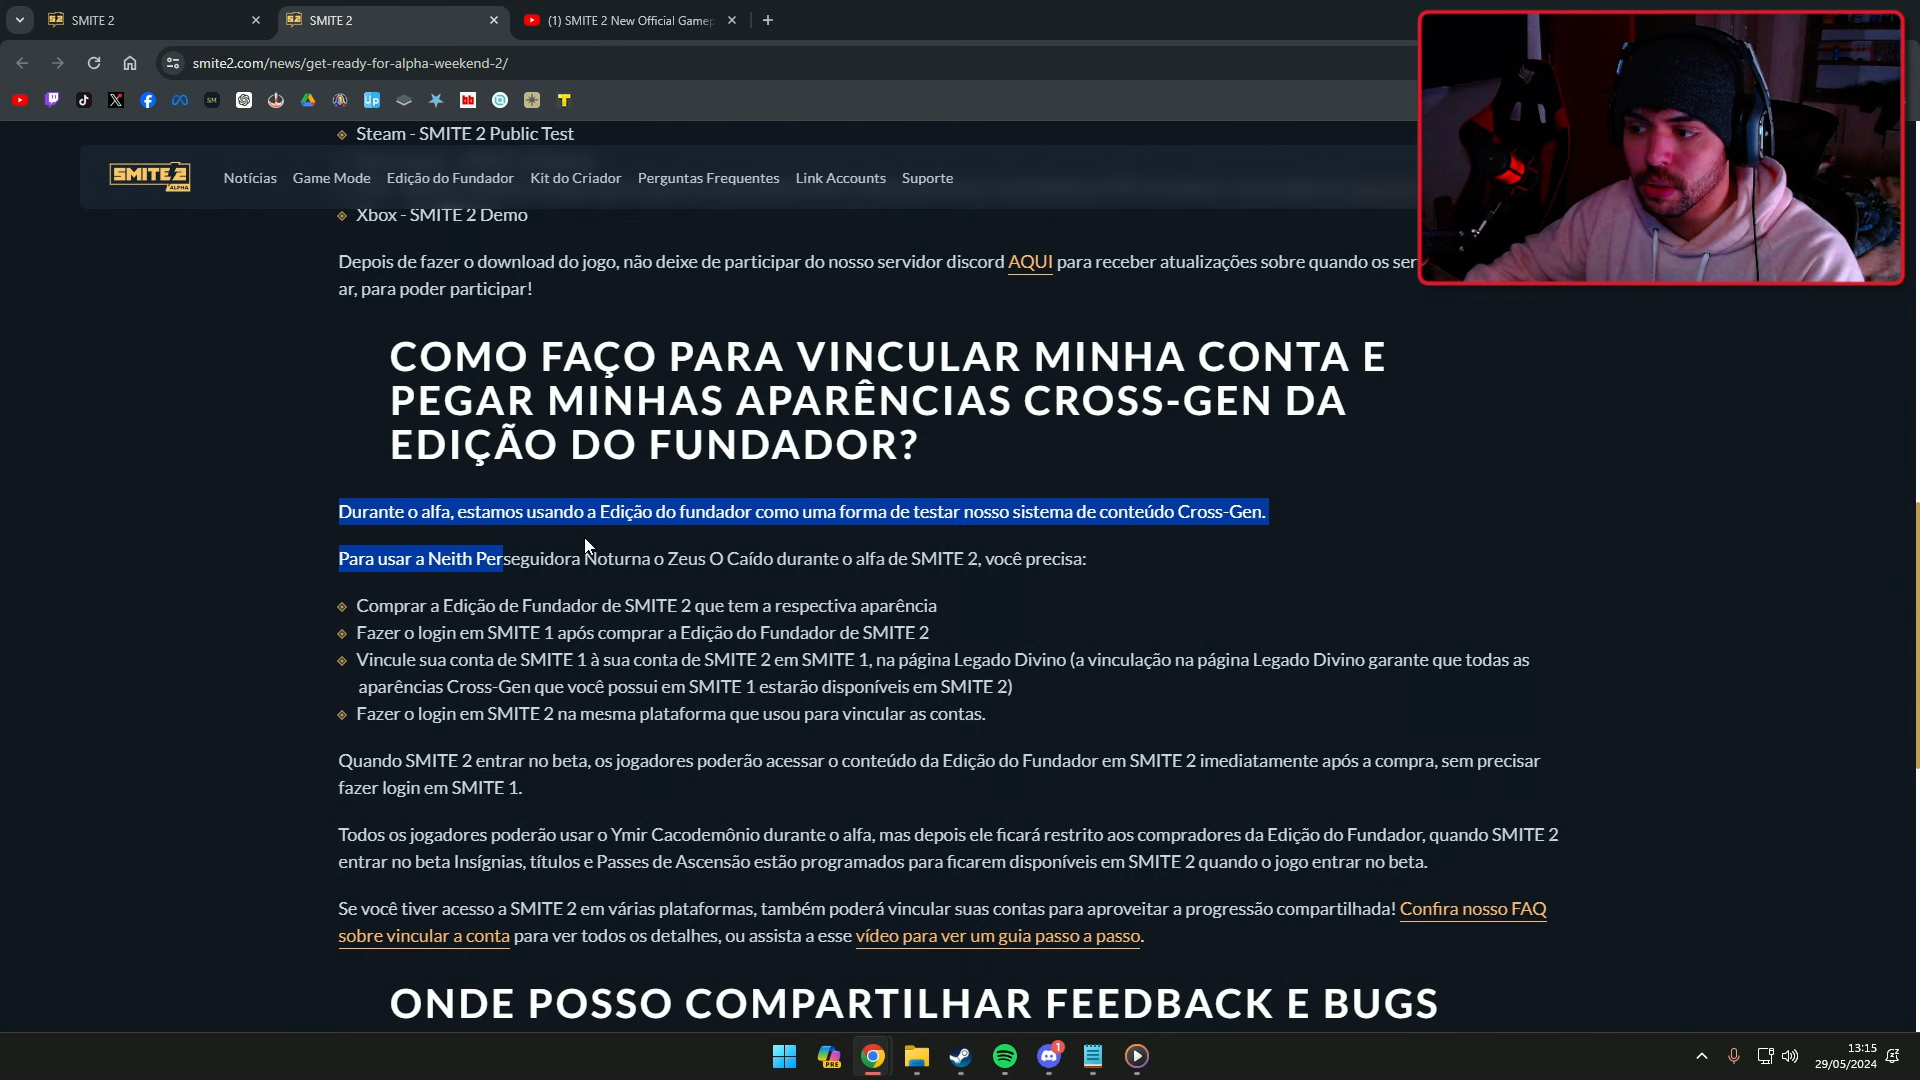 SMITE 2
SMITE 2
(1) SMITE 2 New Official Gamep
smite2.com/news/get-ready-for-alpha-weekend-2/
Steam - SMITE 2 Public Test
SMITE 2
ALPHA
Notícias
Game Mode
Edição do Fundador
Kit do Criador
Perguntas Frequentes
Link Accounts
Suporte
Xbox - SMITE 2 Demo
Depois de fazer o download do jogo, não deixe de participar do nosso servidor discord AQUI para receber atualizações sobre quando os ser
ar, para poder participar!
COMO FAÇO PARA VINCULAR MINHA CONTA E
PEGAR MINHAS APARÊNCIAS CROSS-GEN DA
EDIÇÃO DO FUNDADOR?
Durante o alfa, estamos usando a Edição do fundador como uma forma de testar nosso sistema de conteúdo Cross-Gen.
Para usar a Neith Perseguidora Noturna o Zeus O Caído durante o alfa de SMITE 2, você precisa:
Comprar a Edição de Fundador de SMITE 2 que tem a respectiva aparência
Fazer o login em SMITE 1 após comprar a Edição do Fundador de SMITE 2
Vincule sua conta de SMITE 1 à sua conta de SMITE 2 em SMITE 1, na página Legado Divino (a vinculação na página Legado Divino garante que todas as
aparências Cross-Gen que você possui em SMITE 1 estarão disponíveis em SMITE 2)
Fazer o login em SMITE 2 na mesma plataforma que usou para vincular as contas.
Quando SMITE 2 entrar no beta, os jogadores poderão acessar o conteúdo da Edição do Fundador em SMITE 2 imediatamente após a compra, sem precisar
fazer login em SMITE 1.
Todos os jogadores poderão usar o Ymir Cacodemônio durante o alfa, mas depois ele ficará restrito aos compradores da Edição do Fundador, quando SMITE 2
entrar no beta Insígnias, títulos e Passes de Ascensão estão programados para ficarem disponíveis em SMITE 2 quando o jogo entrar no beta.
Se você tiver acesso a SMITE 2 em várias plataformas, também poderá vincular suas contas para aproveitar a progressão compartilhada! Confira nosso FAQ
sobre vincular a conta para ver todos os detalhes, ou assista a esse vídeo para ver um guia passo a passo.
ONDE POSSO COMPARTILHAR FEEDBACK E BUGS
PRE
1
13:15
29/05/2024